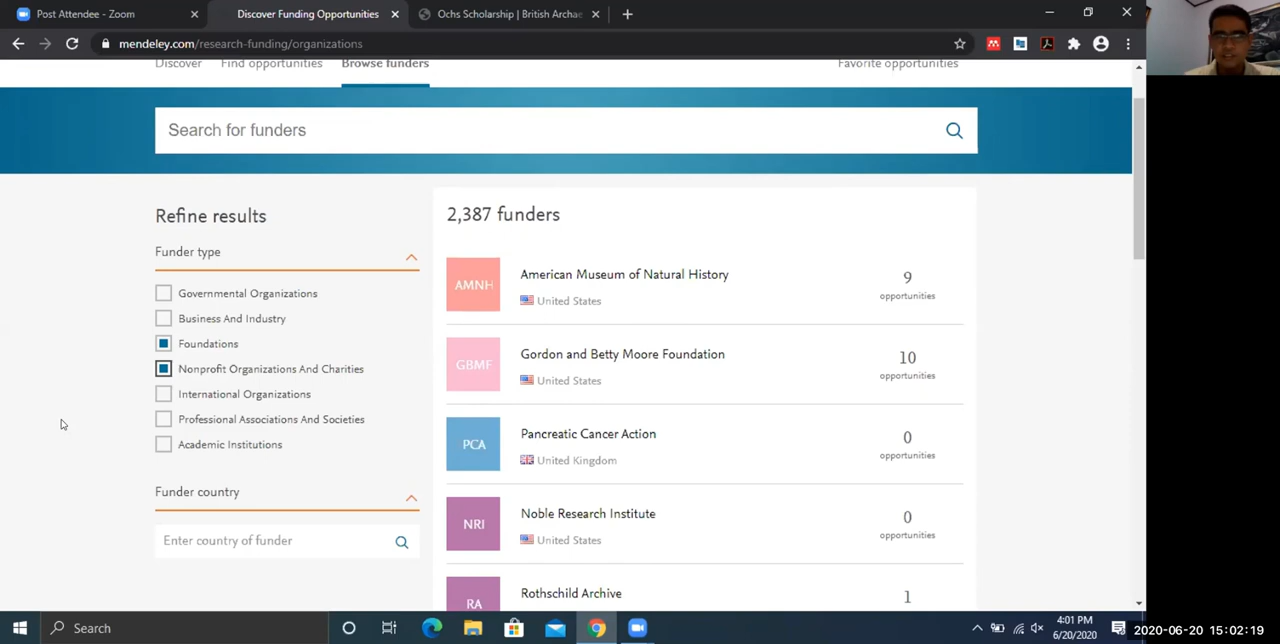 Post Attendee - Zoom
Discover Funding Opportunities
Ochs Scholarship | British Archae
mendeley.com/research-funding/organizations
Discover Find opportunities Browse funders Favorite opportunities
Search for funders
Refine results
Funder type
Governmental Organizations
Business And Industry
Foundations
Nonprofit Organizations And Charities
International Organizations
Professional Associations And Societies
Academic Institutions
Funder country
Enter country of funder
2,387 funders
AMNH
American Museum of Natural History
United States
9
opportunities
GBMF
Gordon and Betty Moore Foundation
United States
10
opportunities
PCA
Pancreatic Cancer Action
United Kingdom
0
opportunities
NRI
Noble Research Institute
United States
0
opportunities
RA
Rothschild Archive
1
Search
4:01 PM
6/20/2020
2020-06-20 15:02:19